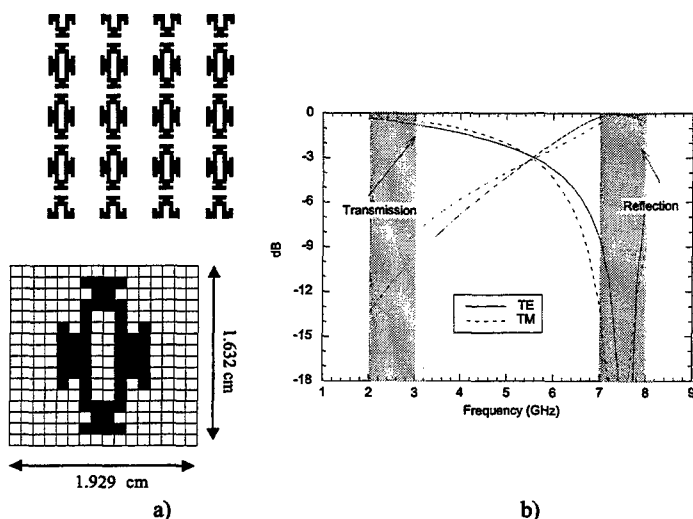 1.632 cm
1.929 cm
a)
0
-3
-6
-9
-12
-15
-18
dB
Transmission
Reflection
TE
TM
1 2 3 4 5 6 7 8 9
Frequency (GHz)
b)